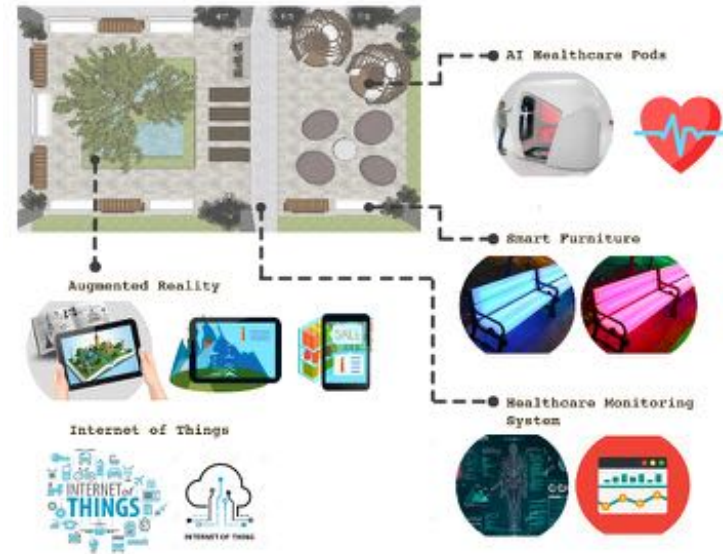 AI Healthcare Pods
Smart Furniture
Augmented Reality
SALE
Healthcare Monitoring
System
Internet of Things
INTERNET of
THINGS
INTERNET OF THING